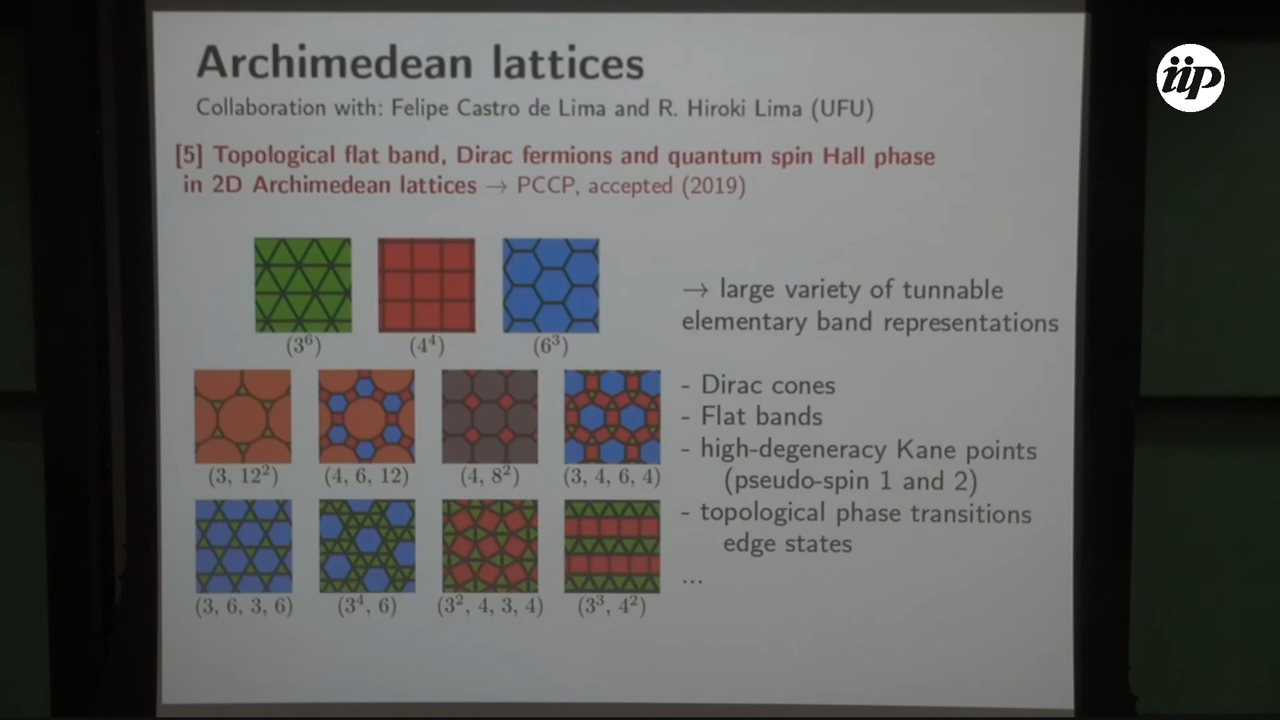 Archimedean lattices
Collaboration with: Felipe Castro de Lima and R. Hiroki Lima (UFU)
[5] Topological flat band, Dirac fermions and quantum spin Hall phase
in 2D Archimedean lattices → PCCP, accepted (2019)
(3⁶) (4⁴) (6³)
(3, 12²) (4, 6, 12) (4, 8²) (3, 4, 6, 4)
(3, 6, 3, 6) (3⁴, 6) (3², 4, 3, 4) (3³, 4²)
→ large variety of tunnable
elementary band representations
- Dirac cones
- Flat bands
- high-degeneracy Kane points
(pseudo-spin 1 and 2)
- topological phase transitions
edge states
...
iip